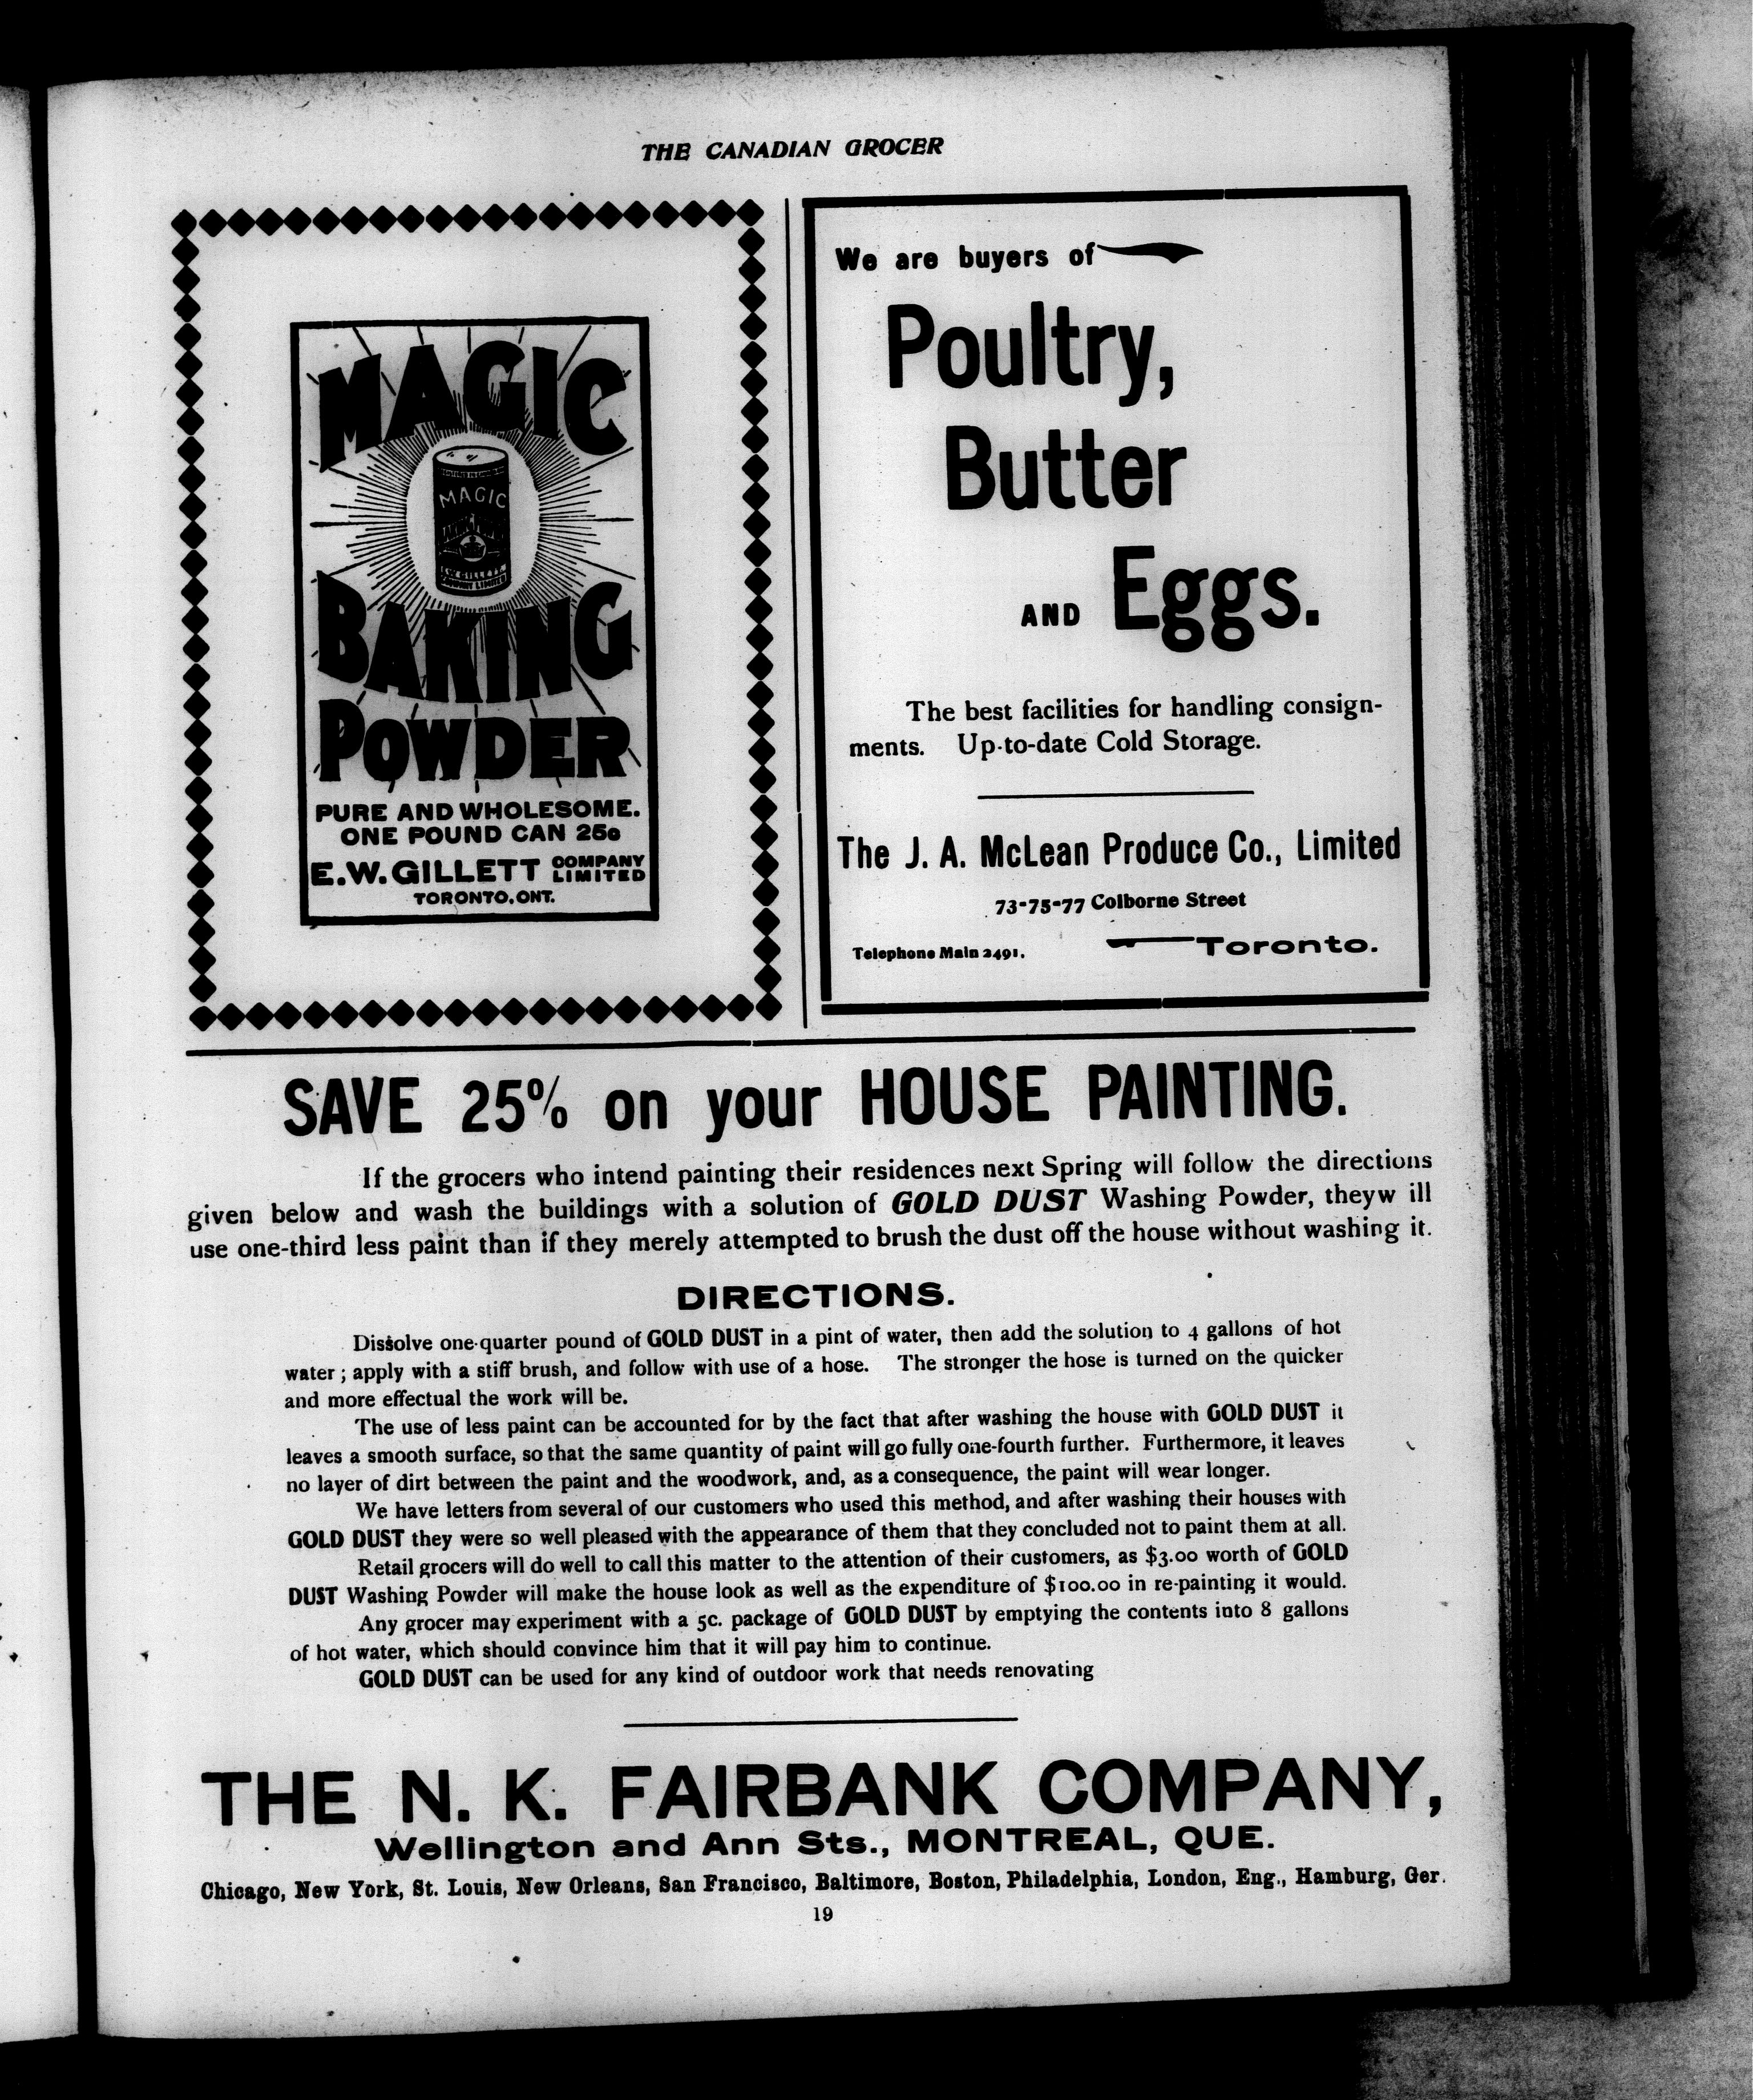 THE CANADIAN GROCER
MAGIC
MAGIC
BAKING POWDER
E.W. GILLETT
COMPANY LIMITED
BAKING
POWDER
PURE AND WHOLESOME.
ONE POUND CAN 25c
E.W. GILLETT COMPANY LIMITED
TORONTO, ONT.
We are buyers of
Poultry,
Butter
AND Eggs.
The best facilities for handling consign-
ments. Up-to-date Cold Storage.
The J. A. McLean Produce Co., Limited
73-75-77 Colborne Street
Telephone Main 2491. Toronto.
SAVE 25% on your HOUSE PAINTING.
If the grocers who intend painting their residences next Spring will follow the directions
given below and wash the buildings with a solution of GOLD DUST Washing Powder, theyw ill
use one-third less paint than if they merely attempted to brush the dust off the house without washing it.
DIRECTIONS.
Dissolve one-quarter pound of GOLD DUST in a pint of water, then add the solution to 4 gallons of hot
water ; apply with a stiff brush, and follow with use of a hose. The stronger the hose is turned on the quicker
and more effectual the work will be.
The use of less paint can be accounted for by the fact that after washing the house with GOLD DUST it
leaves a smooth surface, so that the same quantity of paint will go fully one-fourth further. Furthermore, it leaves
no layer of dirt between the paint and the woodwork, and, as a consequence, the paint will wear longer.
We have letters from several of our customers who used this method, and after washing their houses with
GOLD DUST they were so well pleased with the appearance of them that they concluded not to paint them at all.
Retail grocers will do well to call this matter to the attention of their customers, as $3.00 worth of GOLD
DUST Washing Powder will make the house look as well as the expenditure of $100.00 in re-painting it would.
Any grocer may experiment with a 5c. package of GOLD DUST by emptying the contents into 8 gallons
of hot water, which should convince him that it will pay him to continue.
GOLD DUST can be used for any kind of outdoor work that needs renovating
THE N. K. FAIRBANK COMPANY,
Wellington and Ann Sts., MONTREAL, QUE.
Chicago, New York, St. Louis, New Orleans, San Francisco, Baltimore, Boston, Philadelphia, London, Eng., Hamburg, Ger.
19